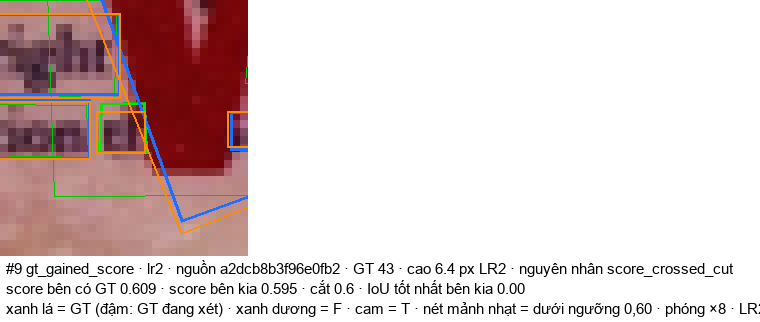 #9 gt_gained_score · lr2 · nguồn a2dcb8b3f96e0fb2 · GT 43 · cao 6.4 px LR2 · nguyên nhân score_crossed_cut
score bên có GT 0.609 · score bên kia 0.595 · cắt 0.6 · IoU tốt nhất bên kia 0.00
xanh lá = GT (đậm: GT đang xét) · xanh dương = F · cam = T · nét mảnh nhạt = dưới ngưỡng 0,60 · phóng ×8 · LR2